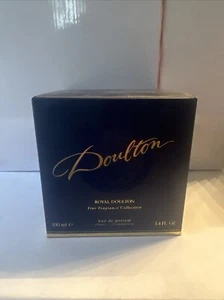 Doulton
ROYAL DOULTON
Fine Fragrance Collection
100 ml e eau de parfum 3.4 FL. OZ